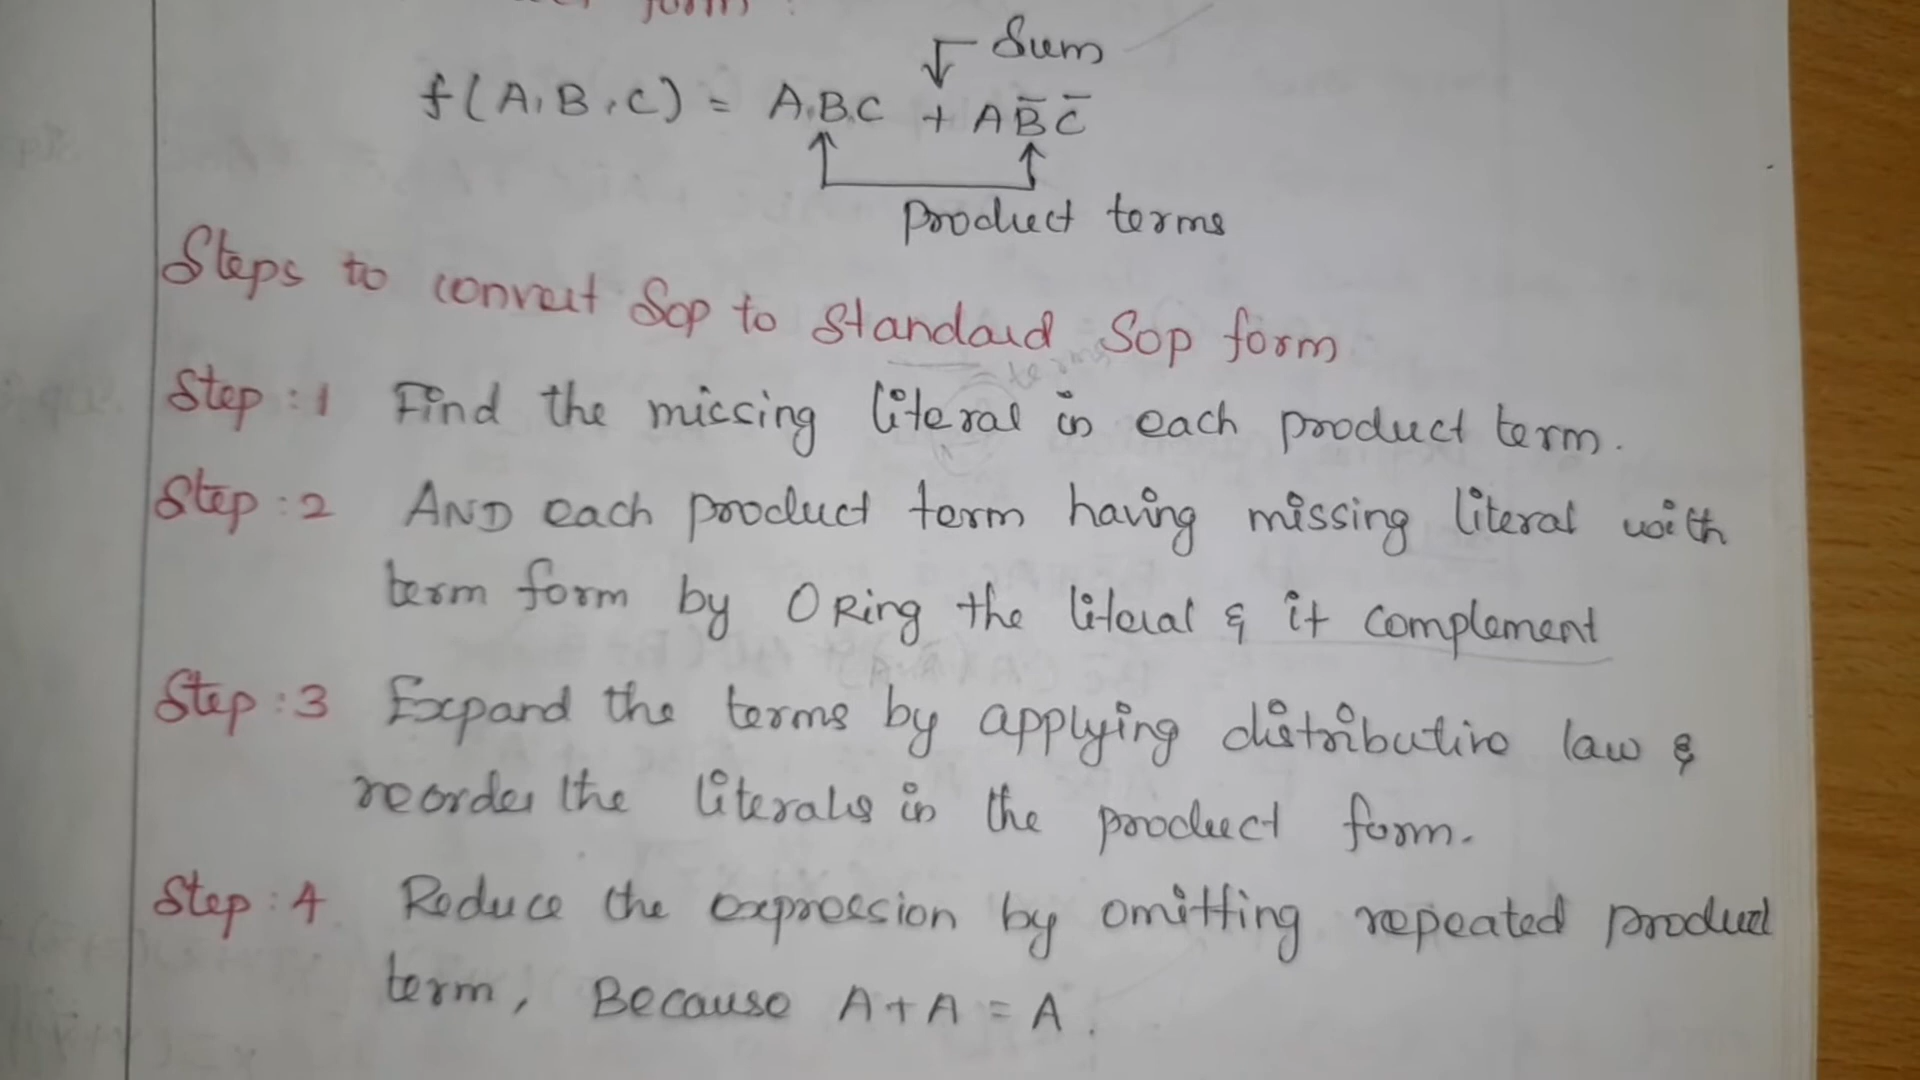 form
Sum
f(A,B,C) = A.B.C + AB̅C̅
Product terms
Steps to convert Sop to Standard Sop form
terms
Step:1 Find the missing literal in each product term.
Step:2 AND each product term having missing literal with
term form by ORing the literal & it complement
Step:3 Expand the terms by applying distributive law &
reorder the literals in the product form.
Step:4 Reduce the expression by omitting repeated product
term, Because A+A = A.